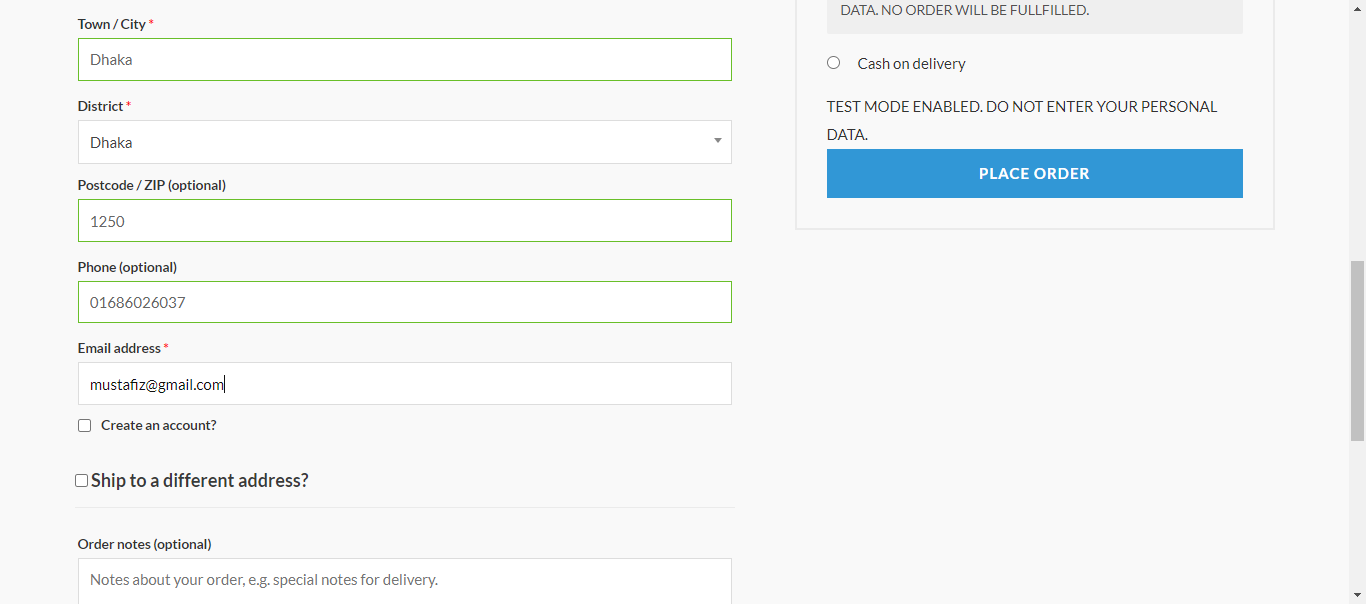 Town / City *
Dhaka
District *
Dhaka
Postcode / ZIP (optional)
1250
Phone (optional)
01686026037
Email address *
mustafiz@gmail.com
Create an account?
Ship to a different address?
Order notes (optional)
Notes about your order, e.g. special notes for delivery.
DATA. NO ORDER WILL BE FULLFILLED.
Cash on delivery
TEST MODE ENABLED. DO NOT ENTER YOUR PERSONAL
DATA.
PLACE ORDER